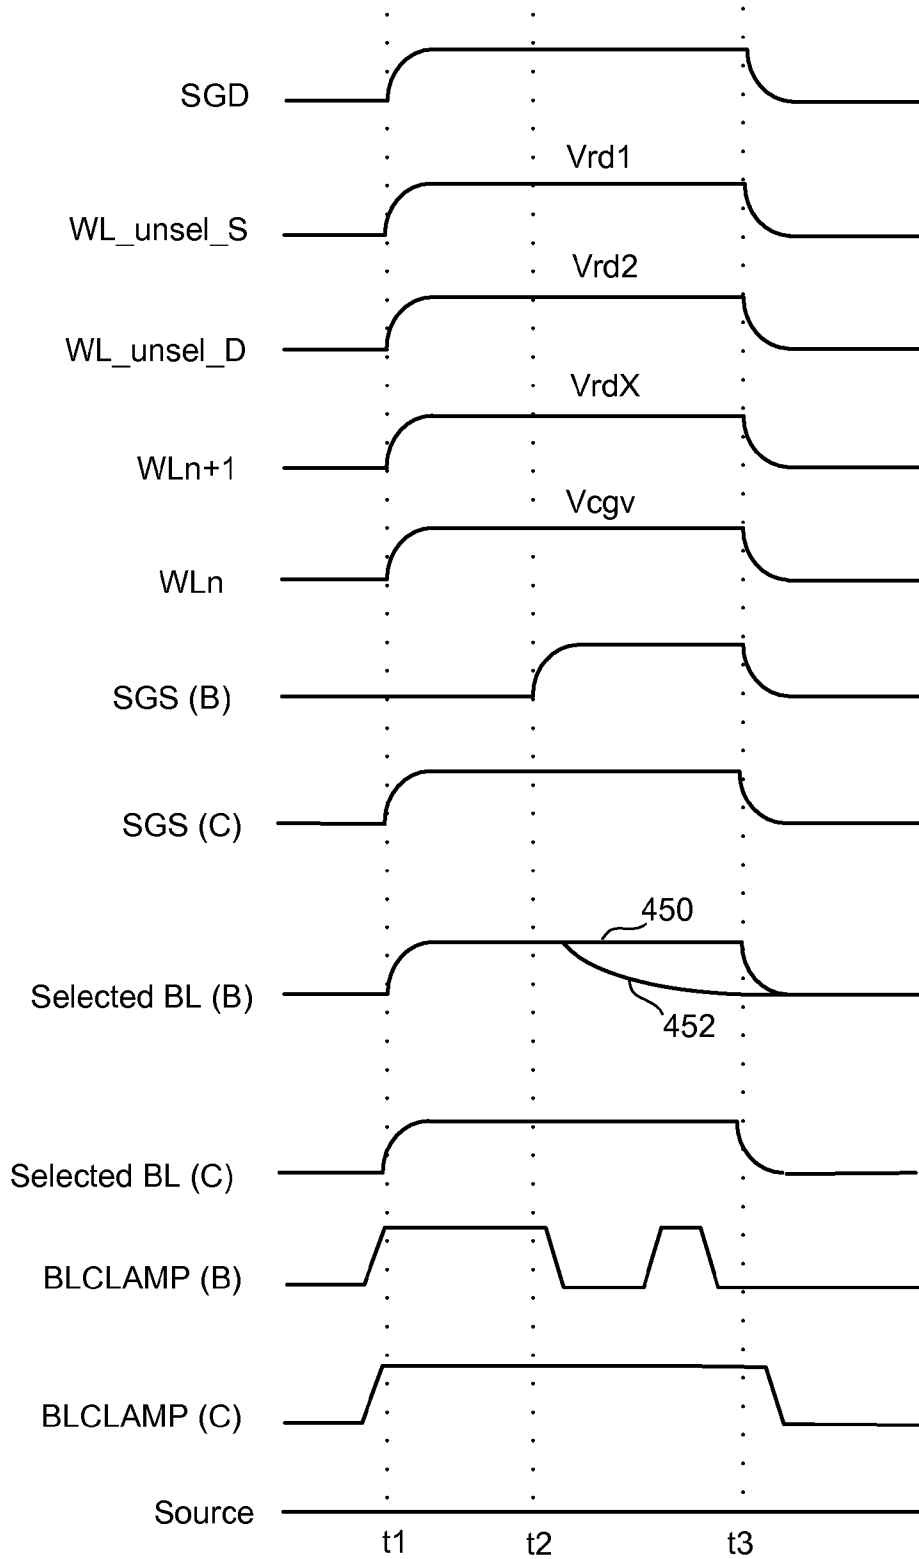 SGD
Vrd1
WL_unsel_S
Vrd2
WL_unsel_D
VrdX
WLn+1
Vcgv
WLn
SGS (B)
SGS (C)
450
Selected BL (B)
452
Selected BL (C)
BLCLAMP (B)
BLCLAMP (C)
Source
t1 t2 t3